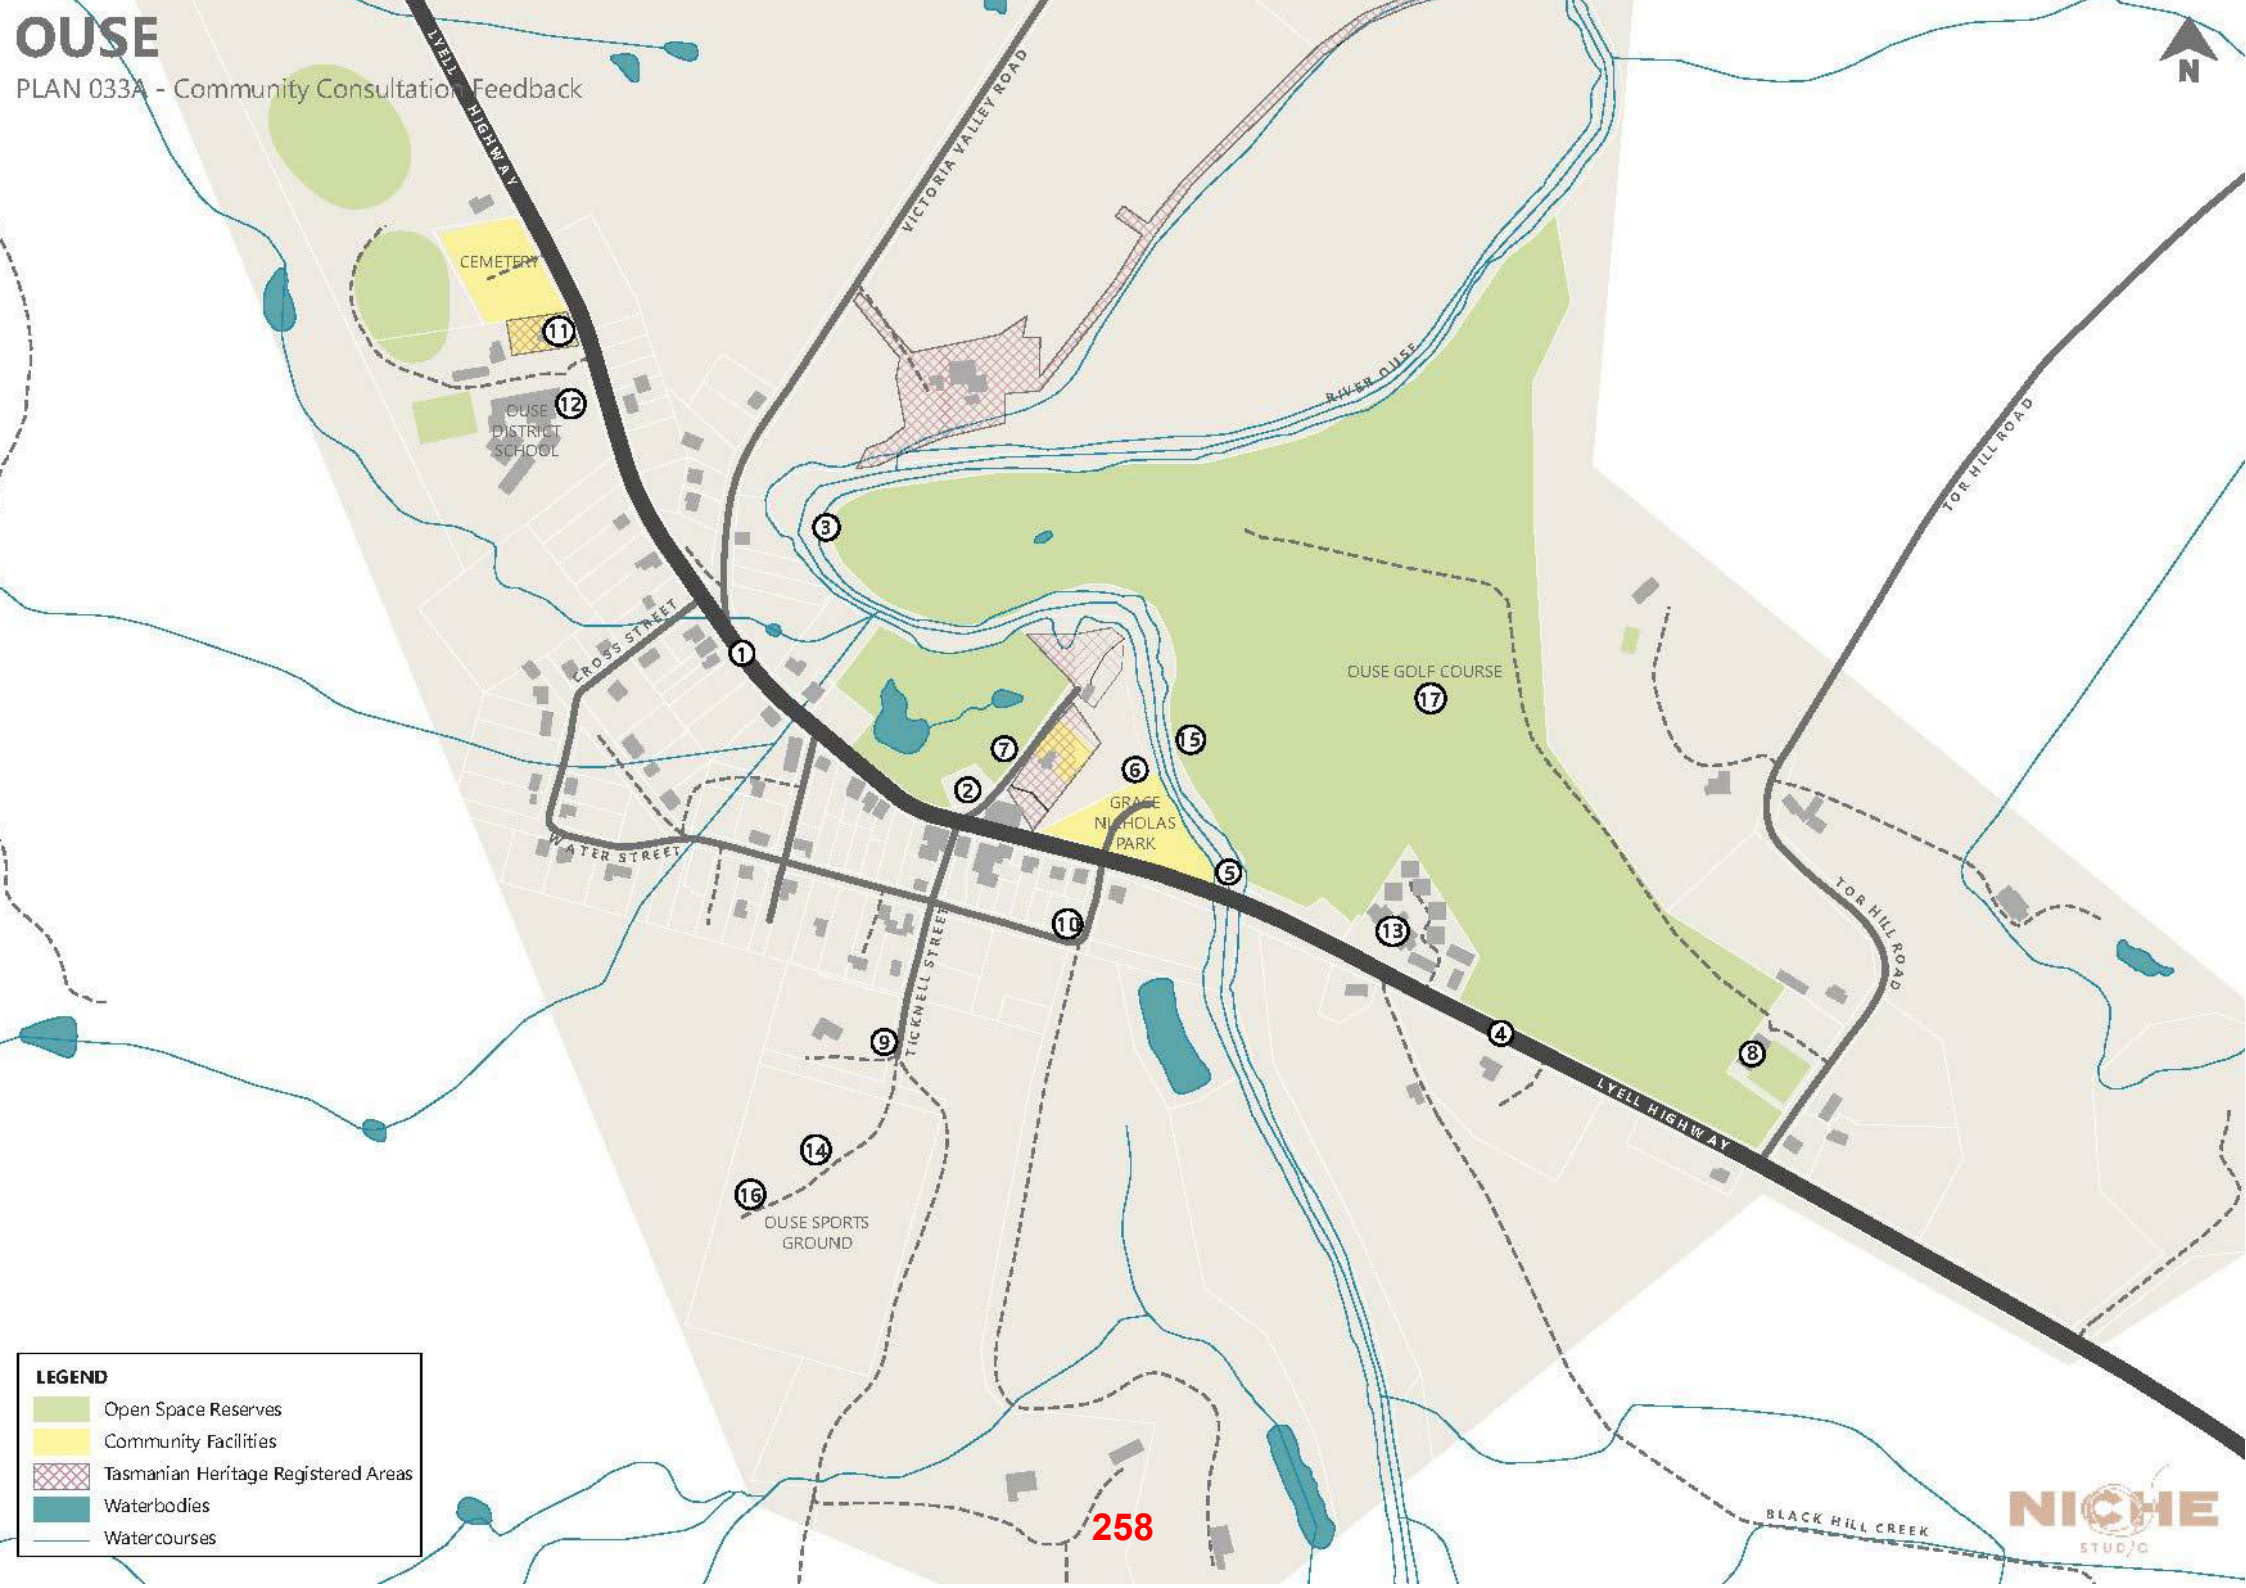 OUSE
PLAN 033A - Community Consultation Feedback
N
LYELL HIGHWAY
VICTORIA VALLEY ROAD
CEMETERY
11
12
OUSE
DISTRICT
SCHOOL
RIVER OUSE
TOR HILL ROAD
3
CROSS STREET
1
OUSE GOLF COURSE
17
7
15
6
2
GRACE
NICHOLAS
PARK
WATER STREET
5
10
13
TOR HILL ROAD
TICKNELL STREET
9
4
8
LYELL HIGHWAY
14
16
OUSE SPORTS
GROUND
LEGEND
Open Space Reserves
Community Facilities
Tasmanian Heritage Registered Areas
Waterbodies
Watercourses
258
BLACK HILL CREEK
NICHE
STUDIO